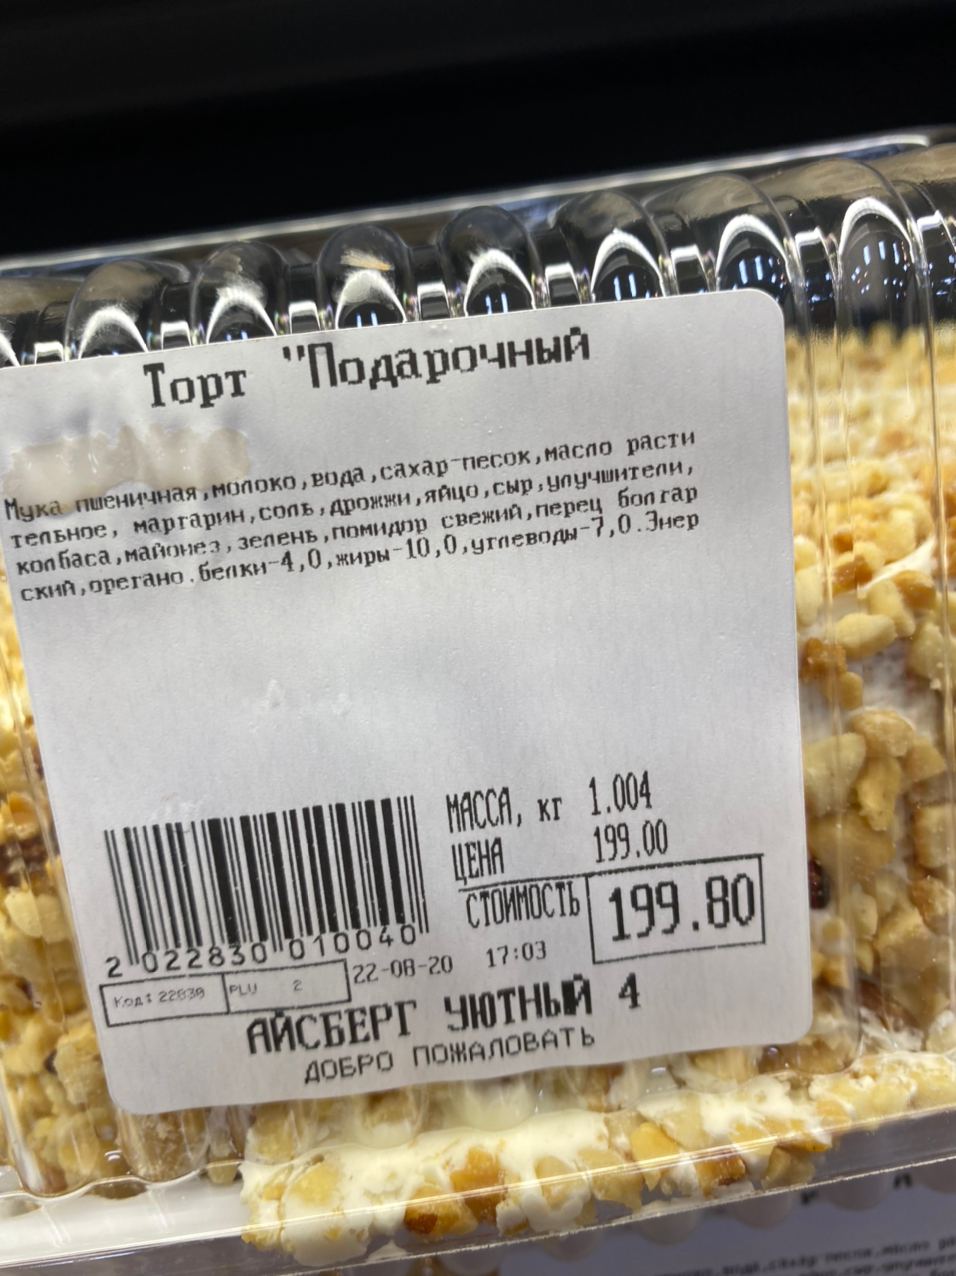 Торт "Подарочный
Мука пшеничная,молоко,вода,сахар-песок,масло расти
тельное, маргарин,соль,дрожжи,яйцо,сыр,улучшители,
колбаса,майонез,зелень,помидор свежий,перец болгар
ский,орегано.белки-4,0,жиры-10,0,углеводы-7,0.Энер
МАССА, кг 1.004
ЦЕНА 199.00
СТОИМОСТЬ 199.80
2 022830 010040
22-08-20 17:03
Код: 22830 PLU 2
АЙСБЕРГ УЮТНЫЙ 4
ДОБРО ПОЖАЛОВАТЬ